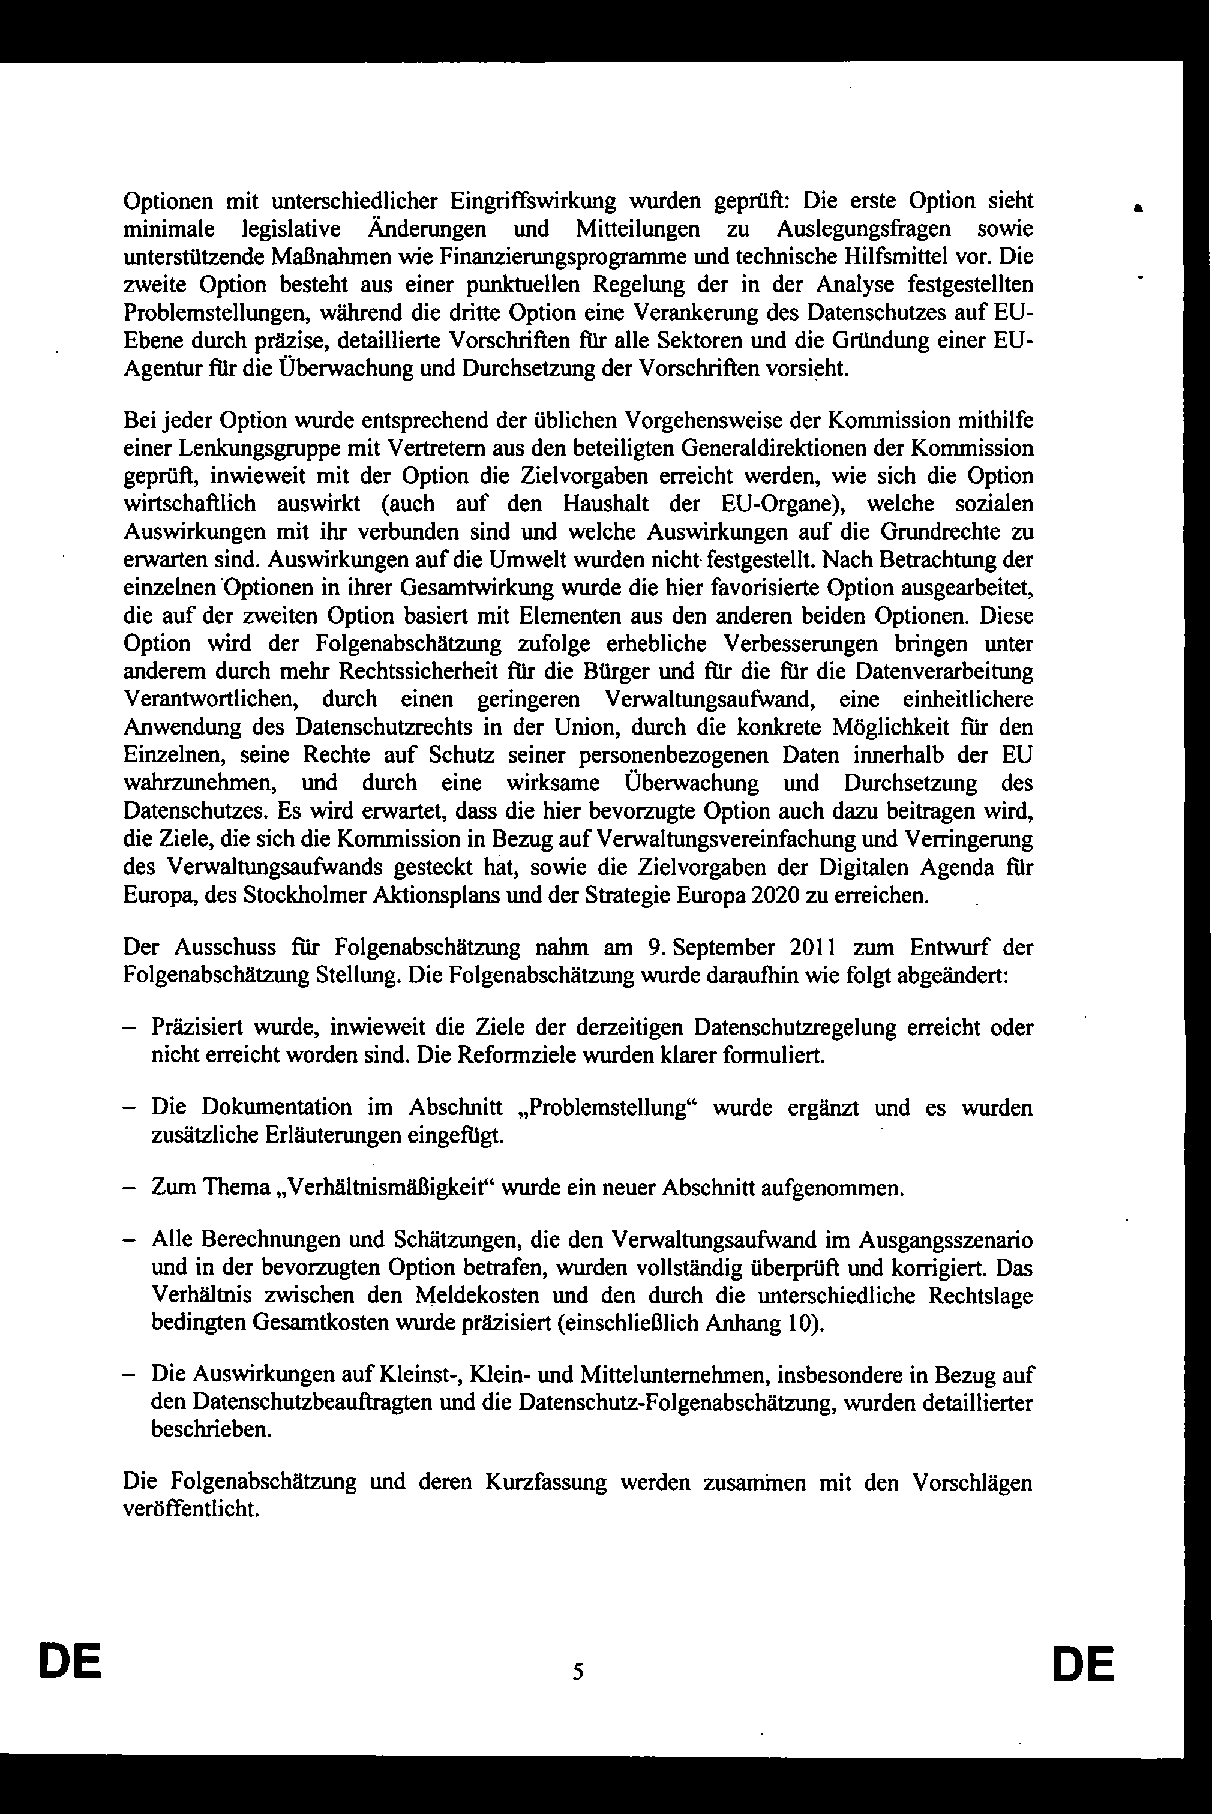 Optionen mit unterschiedlicher Eingriffswirkung wurden geprüft: Die erste Option sieht
minimale legislative Änderungen und Mitteilungen zu Auslegungsfragen sowie
unterstützende Maßnahmen wie Finanzierungsprogramme und technische Hilfsmittel vor. Die
zweite Option besteht aus einer punktuellen Regelung der in der Analyse festgestellten
Problemstellungen, während die dritte Option eine Verankerung des Datenschutzes auf EU-
Ebene durch präzise, detaillierte Vorschriften für alle Sektoren und die Gründung einer EU-
Agentur für die Überwachung und Durchsetzung der Vorschriften vorsieht.
Bei jeder Option wurde entsprechend der üblichen Vorgehensweise der Kommission mithilfe
einer Lenkungsgruppe mit Vertretern aus den beteiligten Generaldirektionen der Kommission
geprüft, inwieweit mit der Option die Zielvorgaben erreicht werden, wie sich die Option
wirtschaftlich auswirkt (auch auf den Haushalt der EU-Organe), welche sozialen
Auswirkungen mit ihr verbunden sind und welche Auswirkungen auf die Grundrechte zu
erwarten sind. Auswirkungen auf die Umwelt wurden nicht festgestellt. Nach Betrachtung der
einzelnen Optionen in ihrer Gesamtwirkung wurde die hier favorisierte Option ausgearbeitet,
die auf der zweiten Option basiert mit Elementen aus den anderen beiden Optionen. Diese
Option wird der Folgenabschätzung zufolge erhebliche Verbesserungen bringen unter
anderem durch mehr Rechtssicherheit für die Bürger und für die für die Datenverarbeitung
Verantwortlichen, durch einen geringeren Verwaltungsaufwand, eine einheitlichere
Anwendung des Datenschutzrechts in der Union, durch die konkrete Möglichkeit für den
Einzelnen, seine Rechte auf Schutz seiner personenbezogenen Daten innerhalb der EU
wahrzunehmen, und durch eine wirksame Überwachung und Durchsetzung des
Datenschutzes. Es wird erwartet, dass die hier bevorzugte Option auch dazu beitragen wird,
die Ziele, die sich die Kommission in Bezug auf Verwaltungsvereinfachung und Verringerung
des Verwaltungsaufwands gesteckt hat, sowie die Zielvorgaben der Digitalen Agenda für
Europa, des Stockholmer Aktionsplans und der Strategie Europa 2020 zu erreichen.
Der Ausschuss für Folgenabschätzung nahm am 9. September 2011 zum Entwurf der
Folgenabschätzung Stellung. Die Folgenabschätzung wurde daraufhin wie folgt abgeändert:
– Präzisiert wurde, inwieweit die Ziele der derzeitigen Datenschutzregelung erreicht oder
nicht erreicht worden sind. Die Reformziele wurden klarer formuliert.
– Die Dokumentation im Abschnitt „Problemstellung“ wurde ergänzt und es wurden
zusätzliche Erläuterungen eingefügt.
– Zum Thema „Verhältnismäßigkeit“ wurde ein neuer Abschnitt aufgenommen.
– Alle Berechnungen und Schätzungen, die den Verwaltungsaufwand im Ausgangsszenario
und in der bevorzugten Option betrafen, wurden vollständig überprüft und korrigiert. Das
Verhältnis zwischen den Meldekosten und den durch die unterschiedliche Rechtslage
bedingten Gesamtkosten wurde präzisiert (einschließlich Anhang 10).
– Die Auswirkungen auf Kleinst-, Klein- und Mittelunternehmen, insbesondere in Bezug auf
den Datenschutzbeauftragten und die Datenschutz-Folgenabschätzung, wurden detaillierter
beschrieben.
Die Folgenabschätzung und deren Kurzfassung werden zusammen mit den Vorschlägen
veröffentlicht.
DE 5 DE